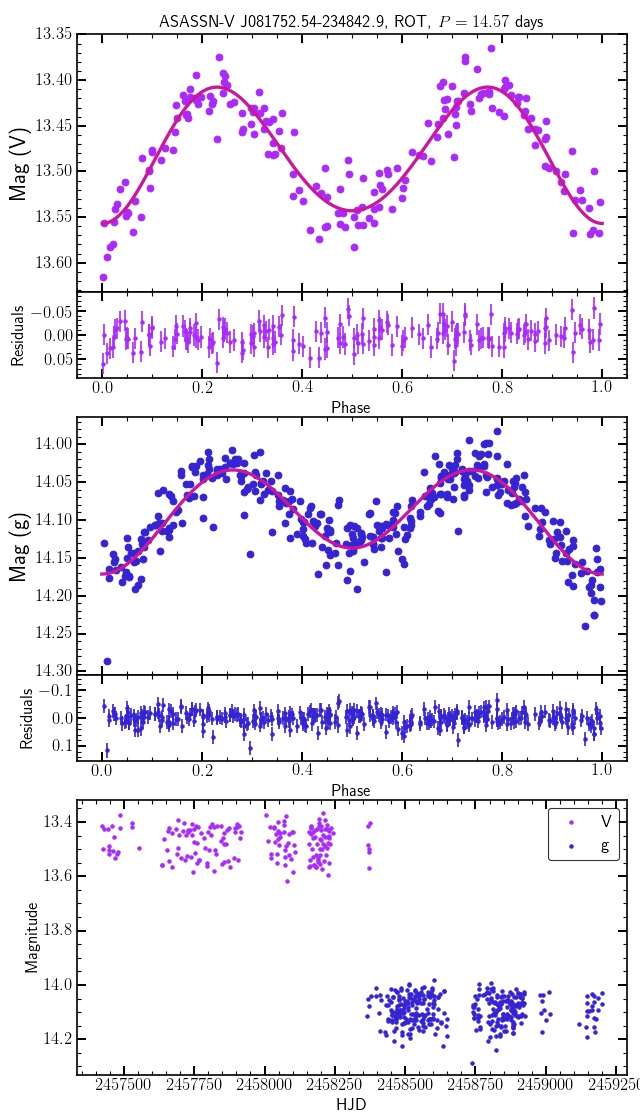 ASASSN-V J081752.54-234842.9, ROT, P = 14.57 days
13.35
13.40
13.45
13.50
13.55
13.60
Mag (V)
−0.05
0.00
0.05
Residuals
0.0 0.2 0.4 0.6 0.8 1.0
Phase
14.00
14.05
14.10
14.15
14.20
14.25
14.30
Mag (g)
−0.1
0.0
0.1
Residuals
0.0 0.2 0.4 0.6 0.8 1.0
Phase
13.4
13.6
13.8
14.0
14.2
Magnitude
V
g
2457500 2457750 2458000 2458250 2458500 2458750 2459000 2459250
HJD